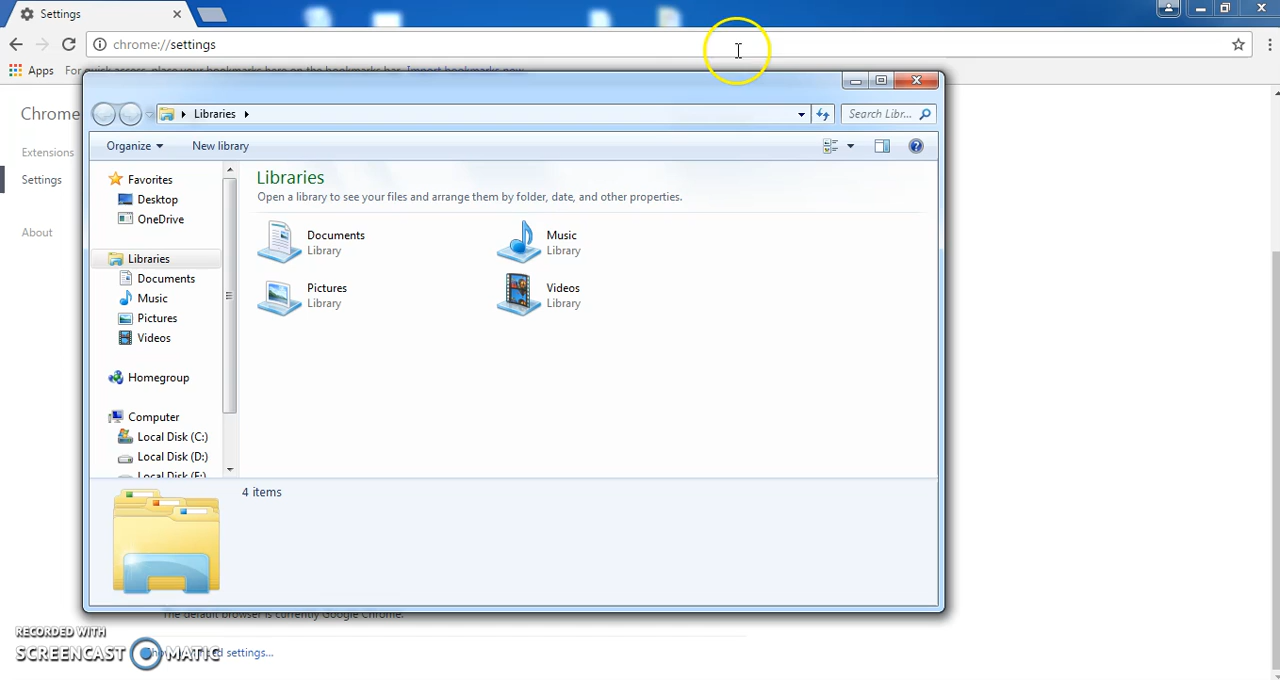 Settings
chrome://settings
Apps For quick access, place your bookmarks here on the bookmarks bar. Import bookmarks now...
Chrome
Extensions
Settings
About
Libraries
Search Libr...
Organize
New library
Favorites
Desktop
OneDrive
Libraries
Documents
Music
Pictures
Videos
Homegroup
Computer
Local Disk (C:)
Local Disk (D:)
Local Disk (E:)
Libraries
Open a library to see your files and arrange them by folder, date, and other properties.
Documents
Library
Music
Library
Pictures
Library
Videos
Library
4 items
The default browser is currently Google Chrome.
settings...
RECORDED WITH
SCREENCAST MATIC